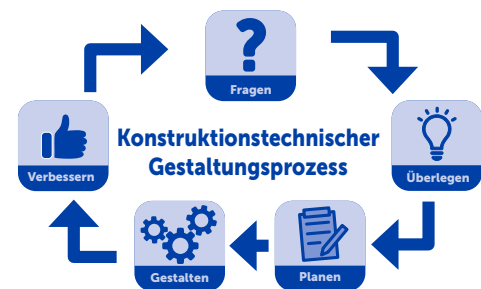 Fragen
Konstruktionstechnischer
Gestaltungsprozess
Verbessern
Überlegen
Gestalten
Planen